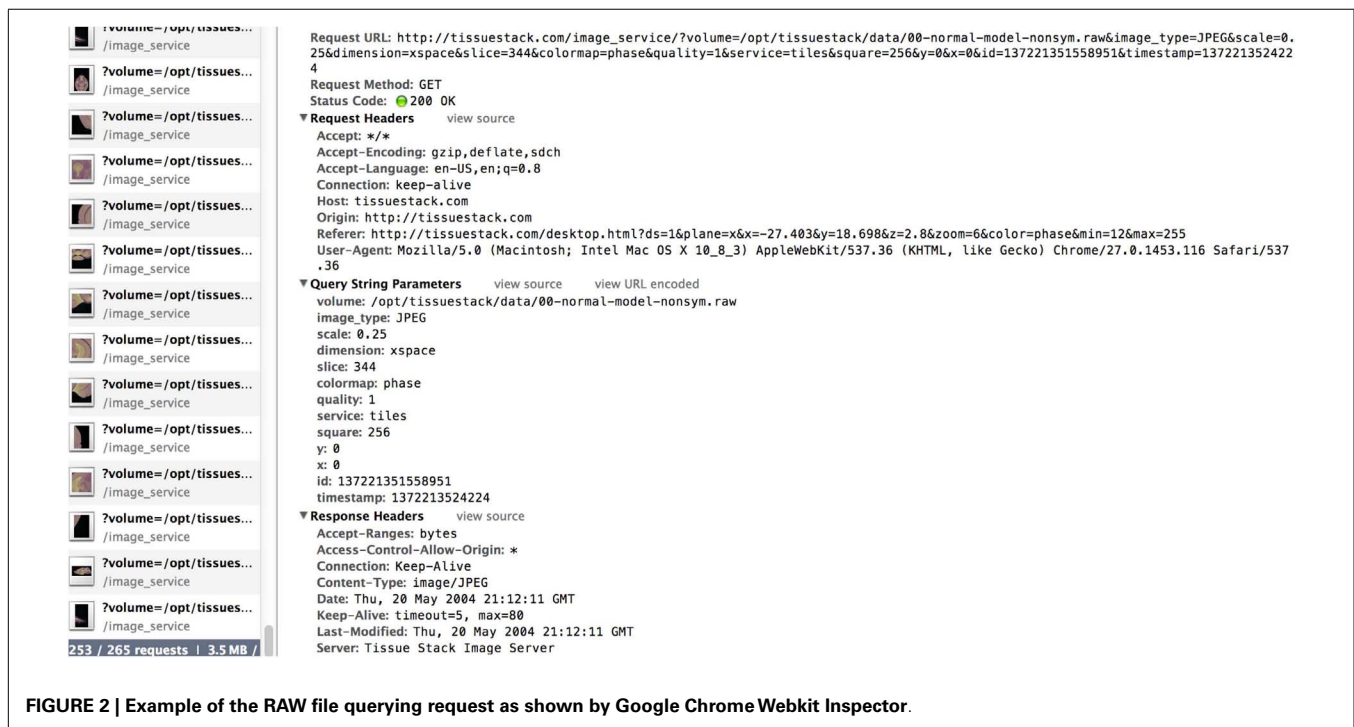 ?volume=/opt/tissues...
/image_service
?volume=/opt/tissues...
/image_service
?volume=/opt/tissues...
/image_service
?volume=/opt/tissues...
/image_service
?volume=/opt/tissues...
/image_service
?volume=/opt/tissues...
/image_service
?volume=/opt/tissues...
/image_service
?volume=/opt/tissues...
/image_service
?volume=/opt/tissues...
/image_service
?volume=/opt/tissues...
/image_service
?volume=/opt/tissues...
/image_service
?volume=/opt/tissues...
/image_service
?volume=/opt/tissues...
/image_service
?volume=/opt/tissues...
/image_service
253 / 265 requests | 3.5 MB /
Request URL: http://tissuestack.com/image_service/?volume=/opt/tissuestack/data/00-normal-model-nonsym.raw&image_type=JPEG&scale=0.
25&dimension=xspace&slice=344&colormap=phase&quality=1&service=tiles&square=256&y=0&x=0&id=137221351558951&timestamp=137221352422
4
Request Method: GET
Status Code: 200 OK
▼Request Headers view source
Accept: */*
Accept-Encoding: gzip,deflate,sdch
Accept-Language: en-US,en;q=0.8
Connection: keep-alive
Host: tissuestack.com
Origin: http://tissuestack.com
Referer: http://tissuestack.com/desktop.html?ds=1&plane=x&x=-27.403&y=18.698&z=2.8&zoom=6&color=phase&min=12&max=255
User-Agent: Mozilla/5.0 (Macintosh; Intel Mac OS X 10_8_3) AppleWebKit/537.36 (KHTML, like Gecko) Chrome/27.0.1453.116 Safari/537
.36
▼Query String Parameters view source view URL encoded
volume: /opt/tissuestack/data/00-normal-model-nonsym.raw
image_type: JPEG
scale: 0.25
dimension: xspace
slice: 344
colormap: phase
quality: 1
service: tiles
square: 256
y: 0
x: 0
id: 137221351558951
timestamp: 1372213524224
▼Response Headers view source
Accept-Ranges: bytes
Access-Control-Allow-Origin: *
Connection: Keep-Alive
Content-Type: image/JPEG
Date: Thu, 20 May 2004 21:12:11 GMT
Keep-Alive: timeout=5, max=80
Last-Modified: Thu, 20 May 2004 21:12:11 GMT
Server: Tissue Stack Image Server
FIGURE 2 | Example of the RAW file querying request as shown by Google Chrome Webkit Inspector.